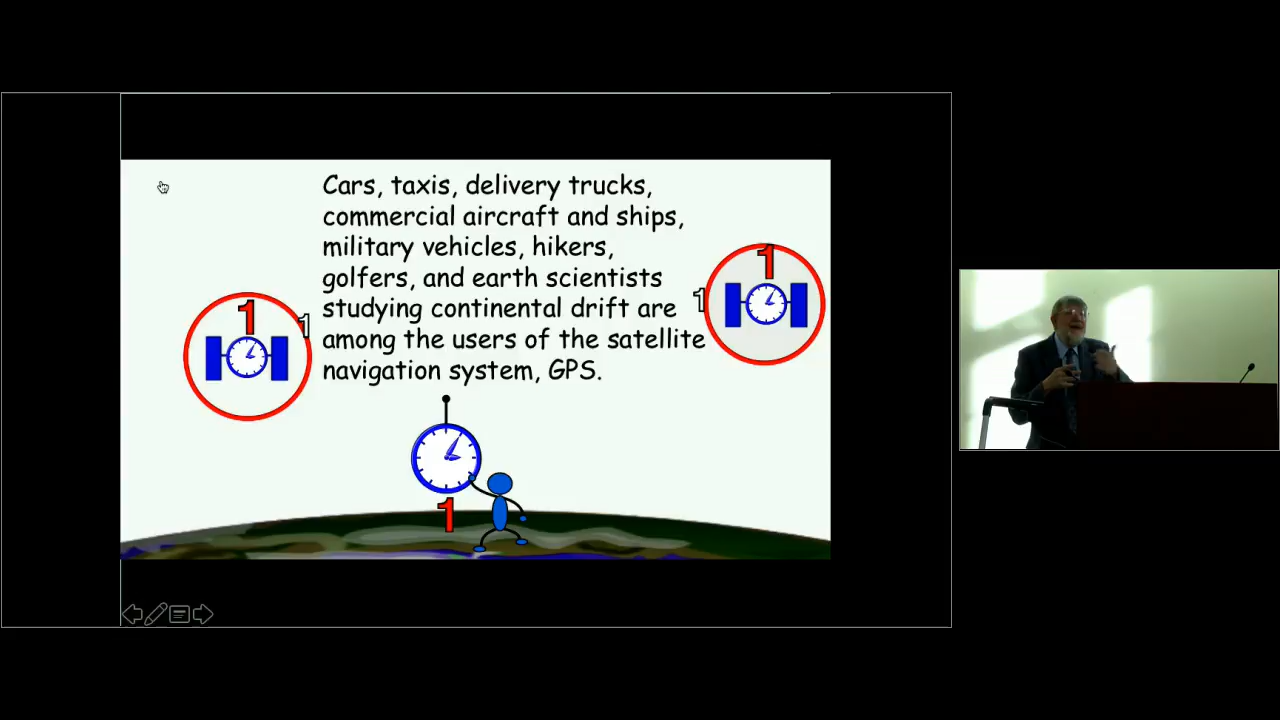 Cars, taxis, delivery trucks,
commercial aircraft and ships,
military vehicles, hikers,
golfers, and earth scientists
studying continental drift are
among the users of the satellite
navigation system, GPS.
1
1
1
1
1